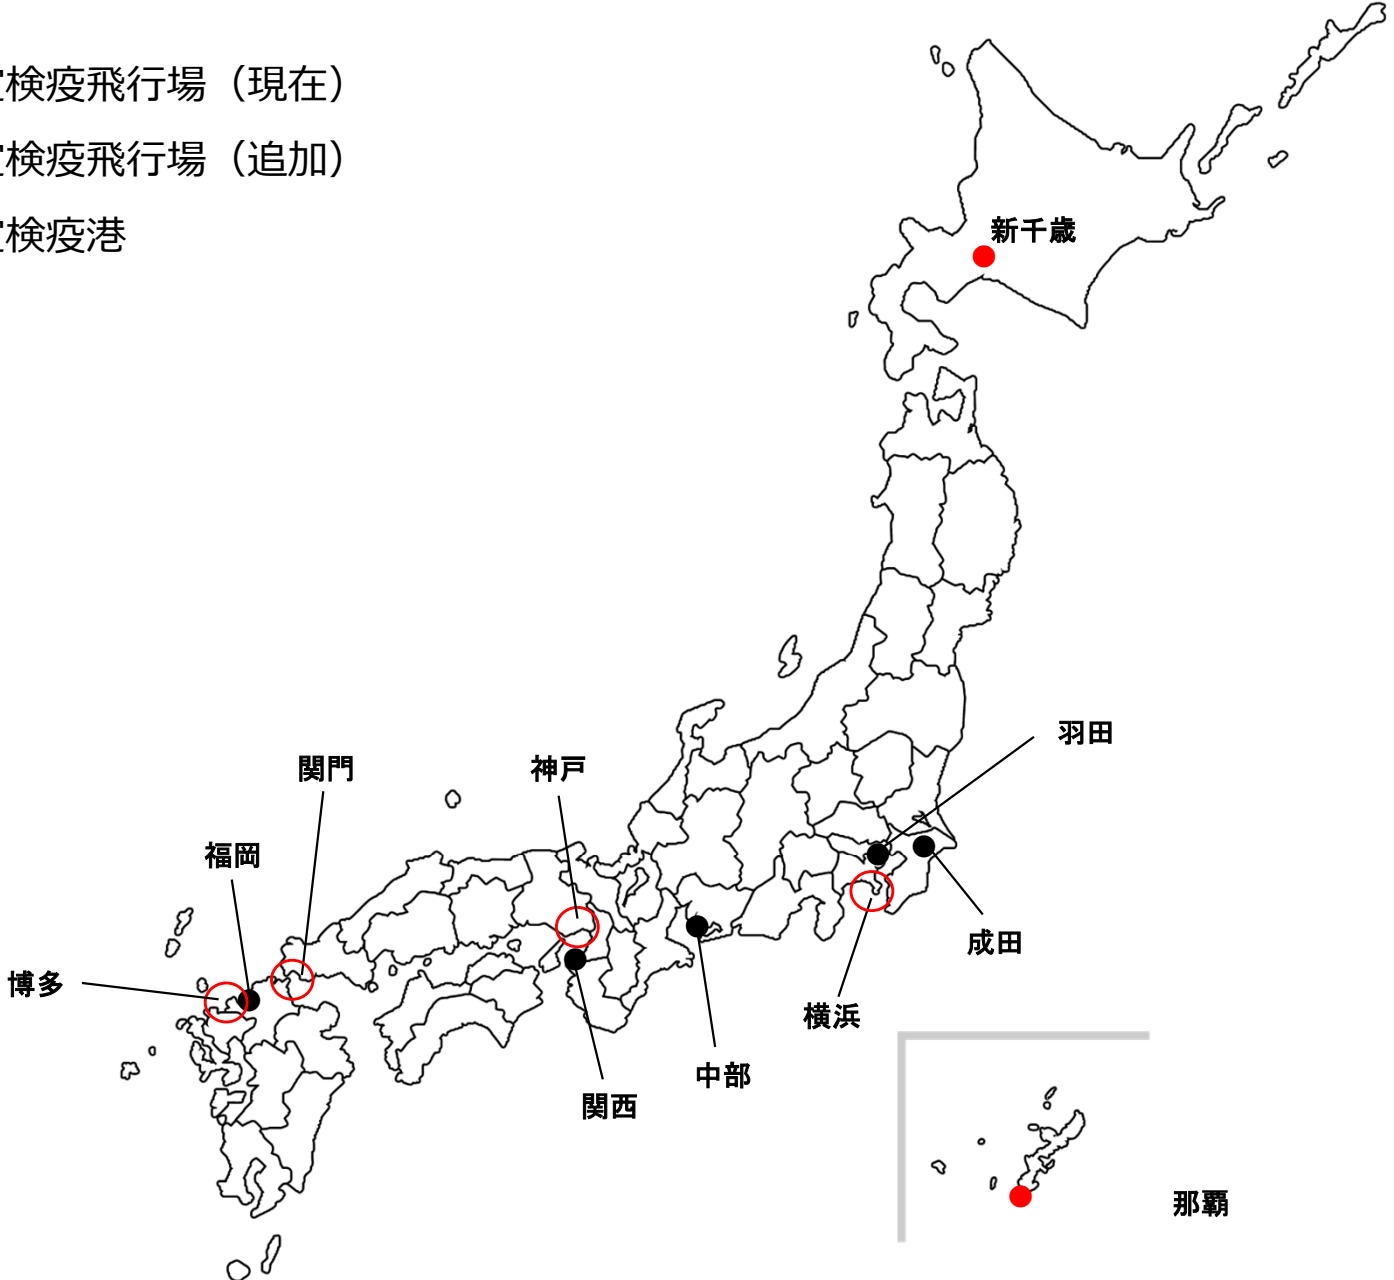 検疫飛行場（現在）
検疫飛行場（追加）
検疫港
新千歳
羽田
関門
神戸
福岡
成田
博多
横浜
中部
関西
那覇